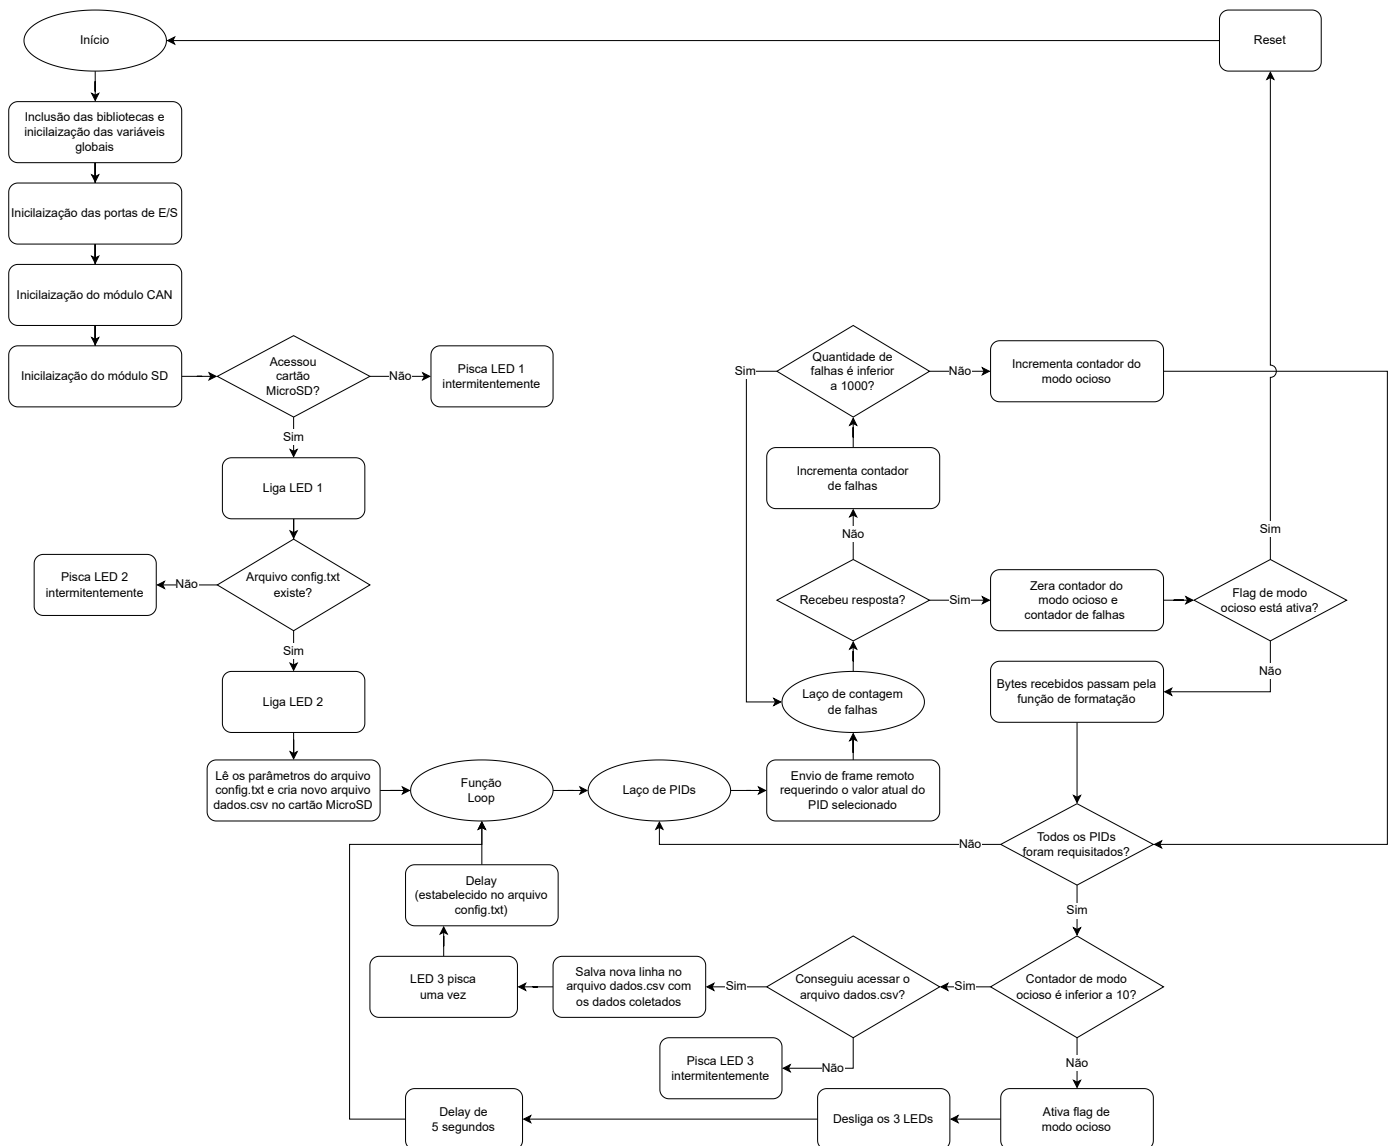 Início
Reset
Inclusão das bibliotecas e
inicilaização das variáveis
globais
Inicilaização das portas de E/S
Inicilaização do módulo CAN
Inicilaização do módulo SD
Acessou
cartão
MicroSD?
Não
Pisca LED 1
intermitentemente
Sim
Liga LED 1
Arquivo config.txt
existe?
Não
Pisca LED 2
intermitentemente
Sim
Liga LED 2
Lê os parâmetros do arquivo
config.txt e cria novo arquivo
dados.csv no cartão MicroSD
Função
Loop
Laço de PIDs
Envio de frame remoto
requerindo o valor atual do
PID selecionado
Laço de contagem
de falhas
Recebeu resposta?
Não
Incrementa contador
de falhas
Quantidade de
falhas é inferior
a 1000?
Sim
Não
Incrementa contador do
modo ocioso
Sim
Zera contador do
modo ocioso e
contador de falhas
Flag de modo
ocioso está ativa?
Sim
Não
Bytes recebidos passam pela
função de formatação
Todos os PIDs
foram requisitados?
Não
Sim
Contador de modo
ocioso é inferior a 10?
Sim
Conseguiu acessar o
arquivo dados.csv?
Sim
Salva nova linha no
arquivo dados.csv com
os dados coletados
LED 3 pisca
uma vez
Delay
(estabelecido no arquivo
config.txt)
Não
Pisca LED 3
intermitentemente
Não
Ativa flag de
modo ocioso
Desliga os 3 LEDs
Delay de
5 segundos